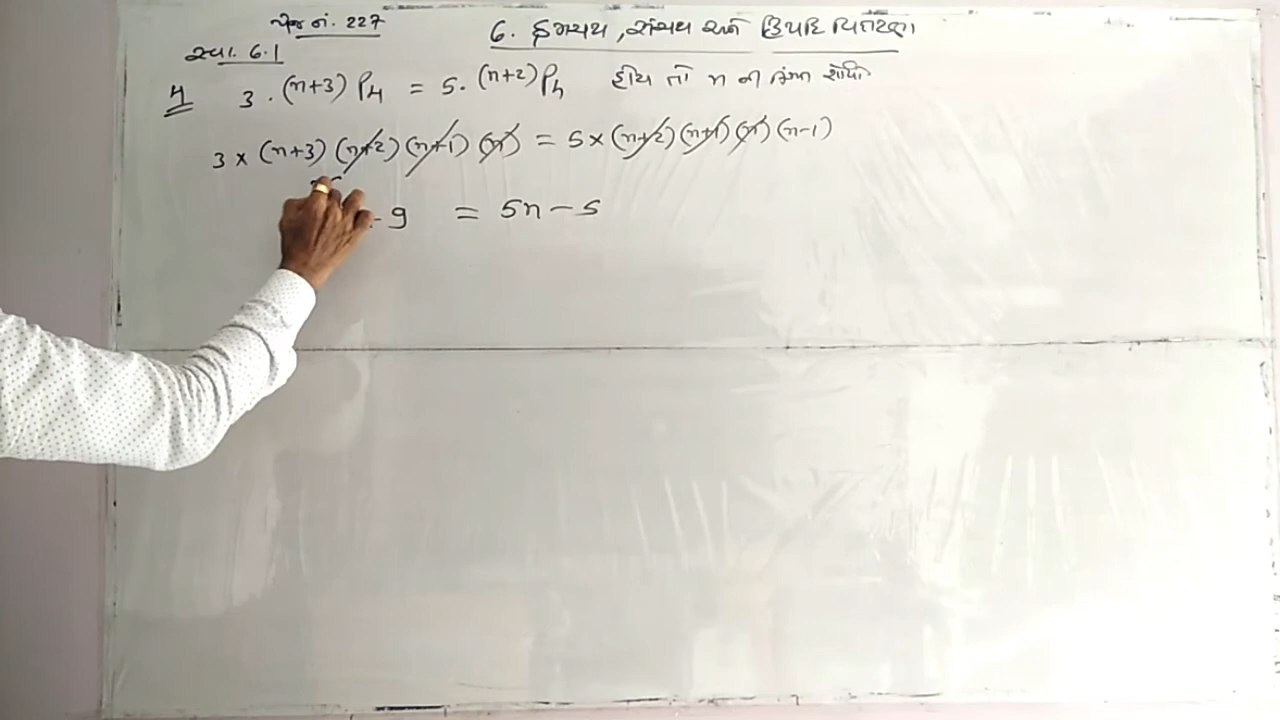 પેજ નં. 227
6. ક્રમચય, સંચય અને દ્વિપદિ વિસ્તરણ
સ્વા. 6.1
4 3 . (n+3) P4 = 5 . (n+2) P4 હોય તો n ની કિંમત શોધો
3 × (n+3) (n+2) (n+1) (n) = 5 × (n+2) (n+1) (n) (n-1)
9 = 5n - 5